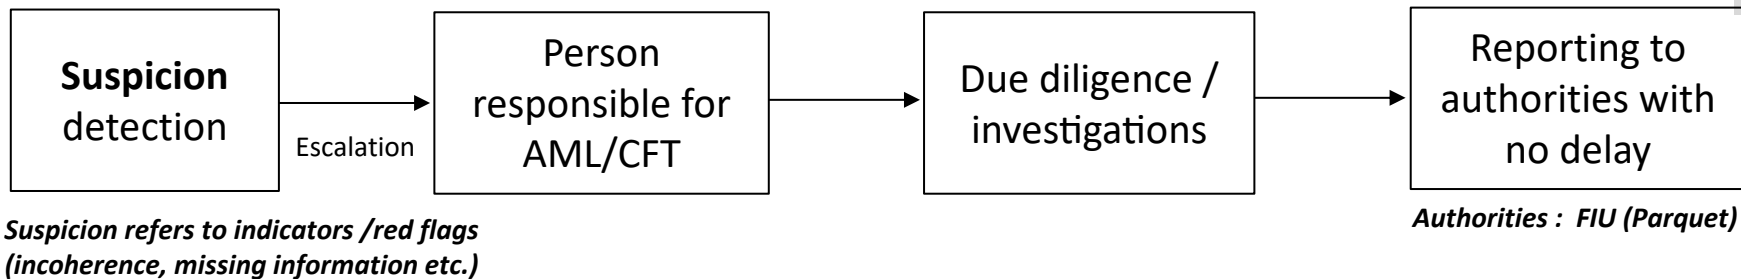 Suspicion
detection
Escalation
Person
responsible for
AML/CFT
Due diligence /
investigations
Reporting to
authorities with
no delay
Suspicion refers to indicators /red flags
(incoherence, missing information etc.)
Authorities : FIU (Parquet)